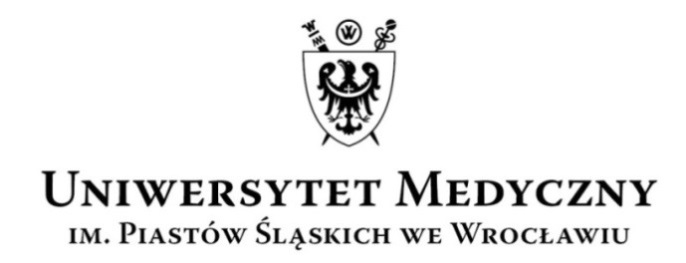 W
UNIWERSYTET MEDYCZNY
IM. PIASTÓW ŚLĄSKICH WE WROCŁAWIU